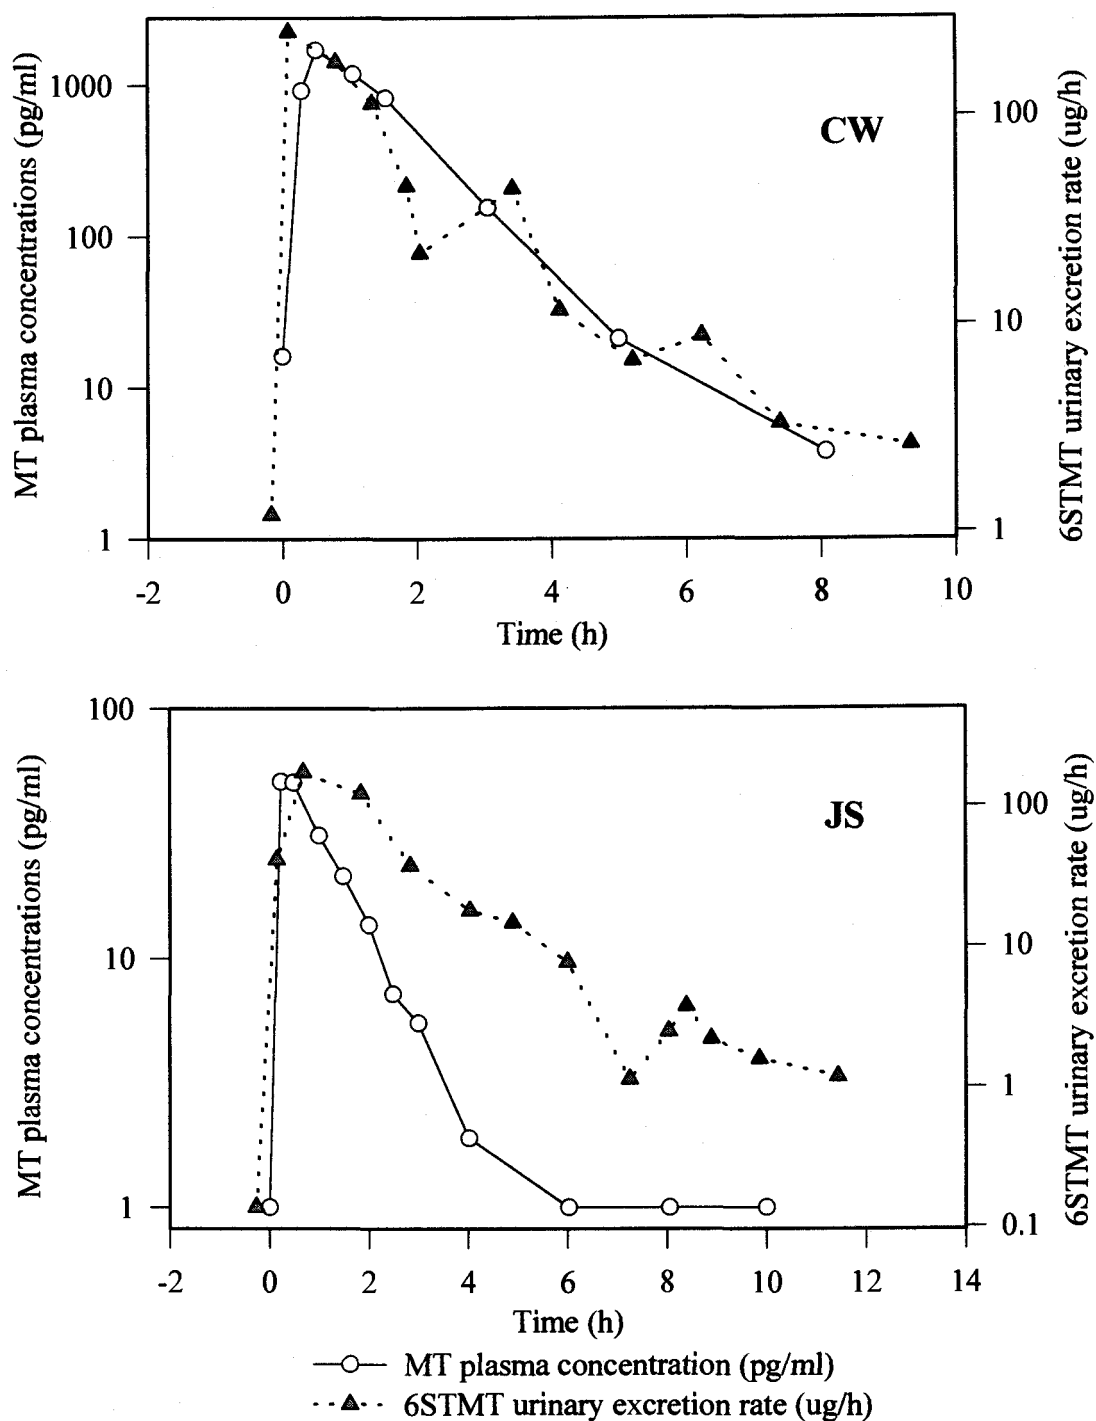 MT plasma concentrations (pg/ml)
1000
100
10
1
CW
100
10
1
6STMT urinary excretion rate (ug/h)
-2 0 2 4 6 8 10
Time (h)
MT plasma concentrations (pg/ml)
100
10
1
JS
100
10
1
0.1
6STMT urinary excretion rate (ug/h)
-2 0 2 4 6 8 10 12 14
Time (h)
MT plasma concentration (pg/ml)
6STMT urinary excretion rate (ug/h)